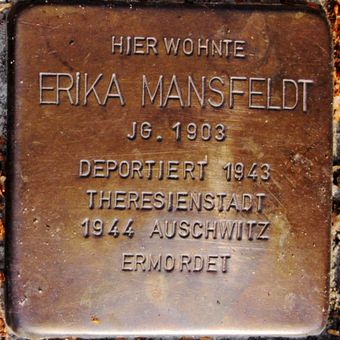 HIER WOHNTE
ERIKA MANSFELDT
JG. 1903
DEPORTIERT 1943
THERESIENSTADT
1944 AUSCHWITZ
ERMORDET